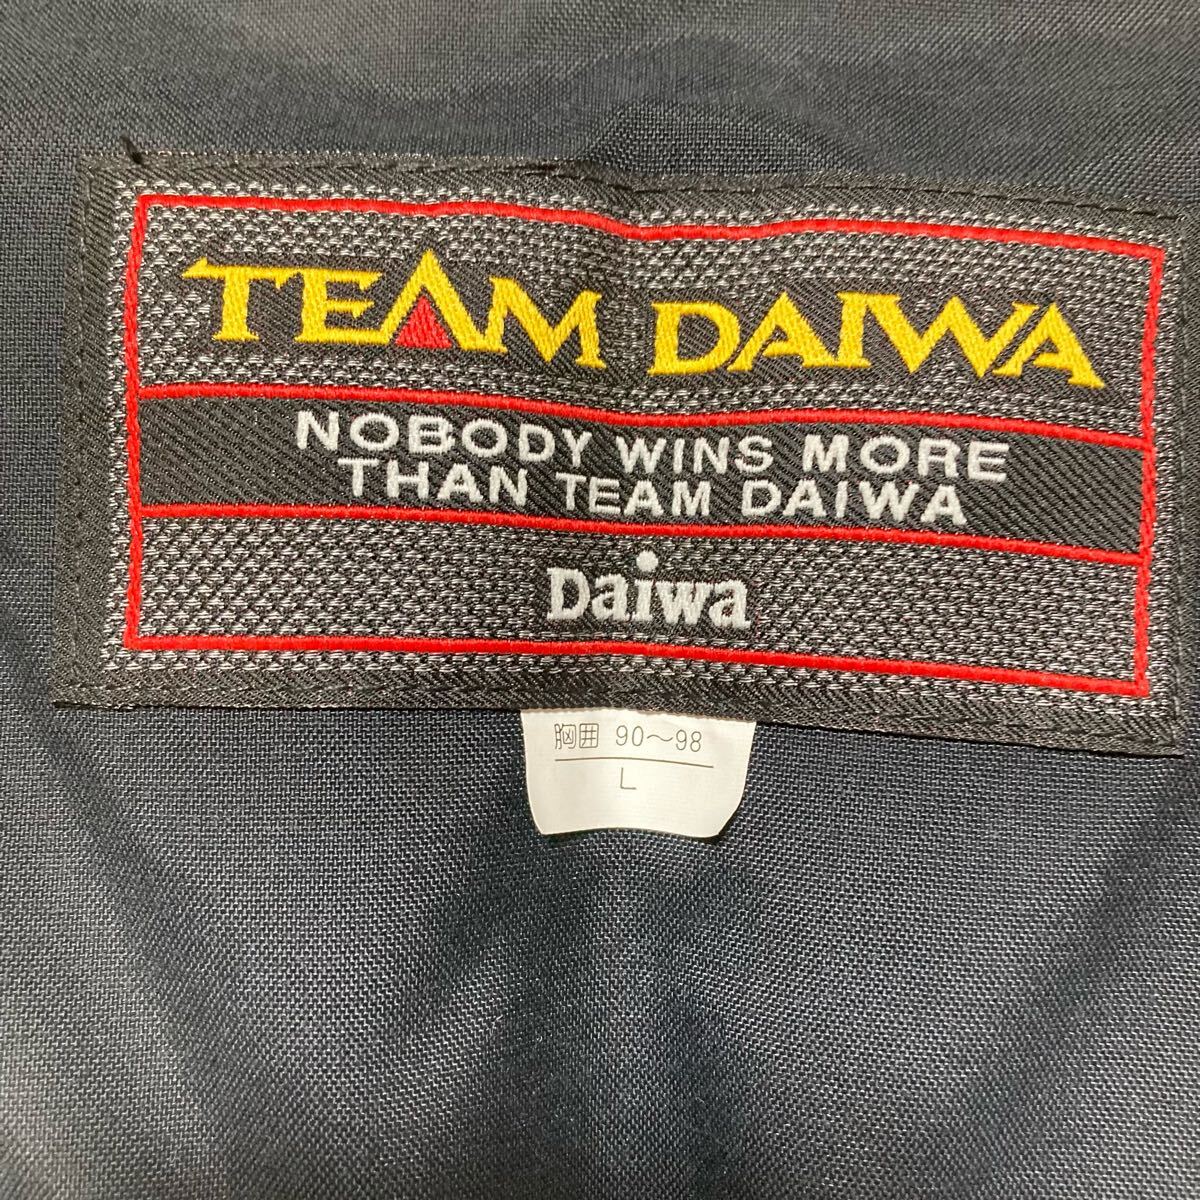 TEAM DAIWA
NOBODY WINS MORE
THAN TEAM DAIWA
Daiwa
胸囲 90〜98
L